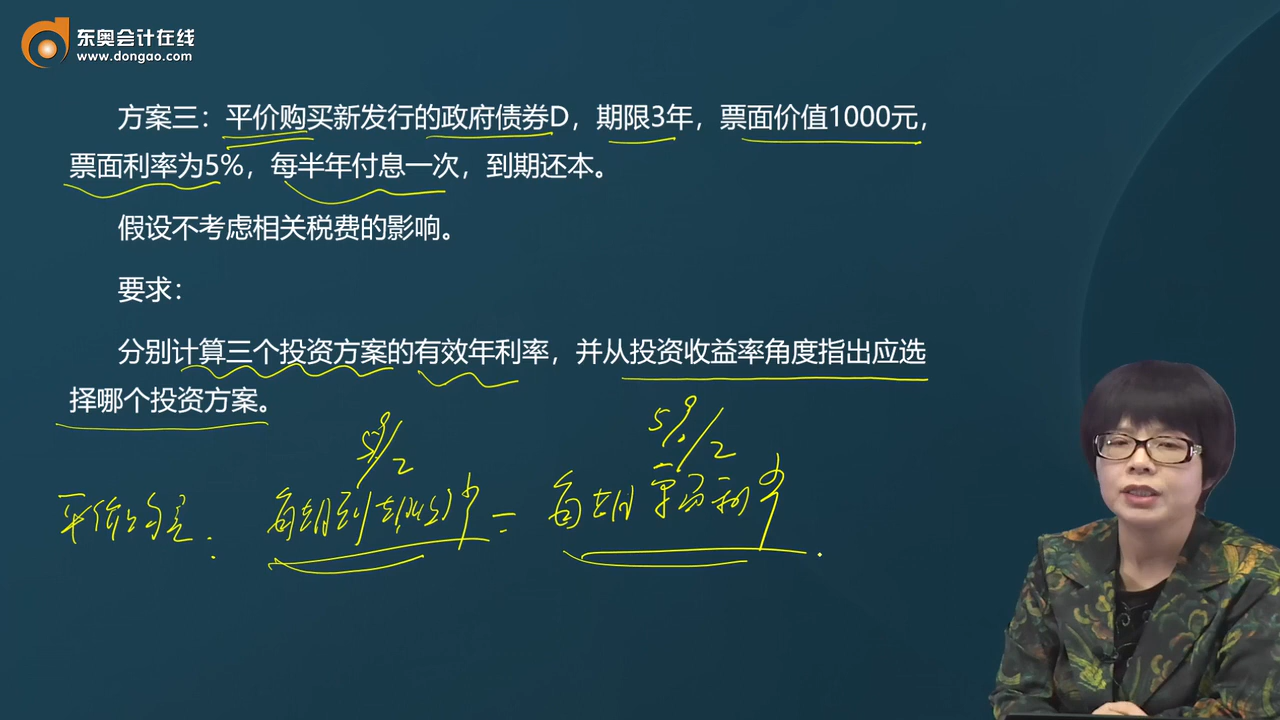 东奥会计在线
www.dongao.com
方案三：平价购买新发行的政府债券D，期限3年，票面价值1000元，
票面利率为5%，每半年付息一次，到期还本。
假设不考虑相关税费的影响。
要求：
分别计算三个投资方案的有效年利率，并从投资收益率角度指出应选
择哪个投资方案。
5%/2
5%/2
平价购买： 每期到期收益率 = 每期票面利率.